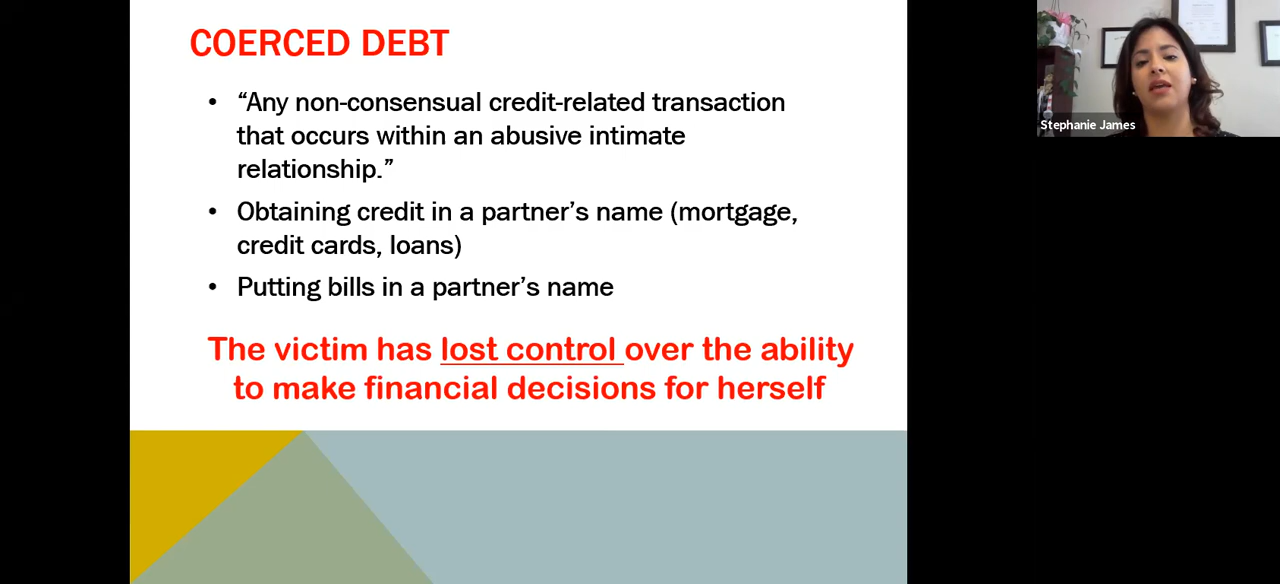 COERCED DEBT
• “Any non-consensual credit-related transaction
that occurs within an abusive intimate
relationship.”
• Obtaining credit in a partner’s name (mortgage,
credit cards, loans)
• Putting bills in a partner’s name
The victim has lost control over the ability
to make financial decisions for herself
Stephanie James